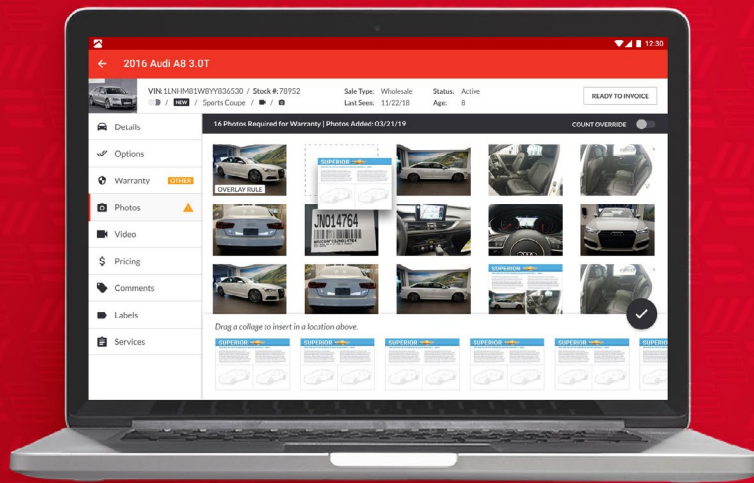 12:30
2016 Audi A8 3.0T
VIN: 1LNHM81W8YY836530 / Stock #: 78952
NEW / Sports Coupe /
Sale Type: Wholesale
Last Seen: 11/22/18
Status: Active
Age: 8
READY TO INVOICE
Details
Options
Warranty OTHER
Photos
Video
Pricing
Comments
Labels
Services
16 Photos Required for Warranty | Photos Added: 03/21/19
COUNT OVERRIDE
OVERLAY RULE
SUPERIOR
JN014764
SUPERIOR
Drag a collage to insert in a location above.
SUPERIOR
SUPERIOR
SUPERIOR
SUPERIOR
SUPERIOR
SUPERIO